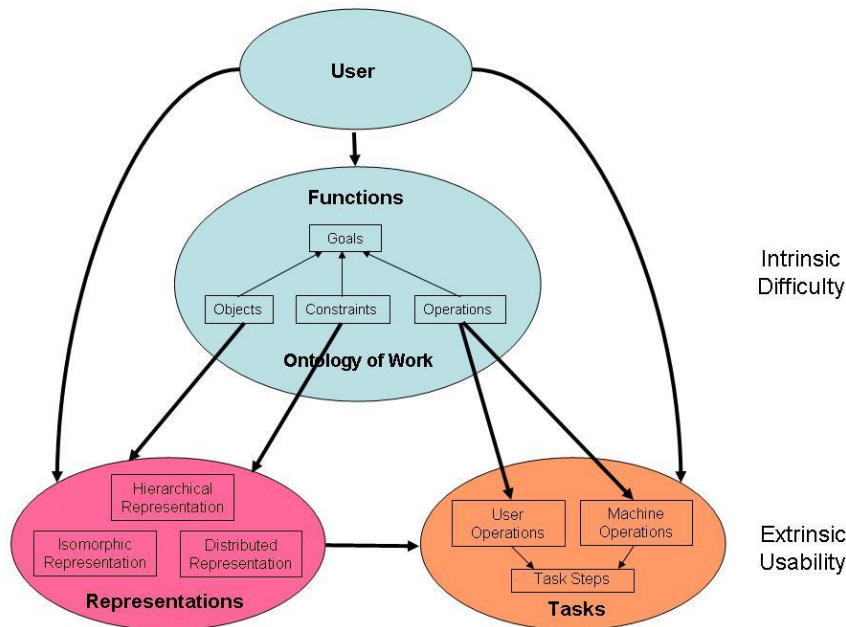 User
Functions
Goals
Objects
Constraints
Operations
Ontology of Work
Intrinsic
Difficulty
Hierarchical
Representation
Isomorphic
Representation
Distributed
Representation
Representations
User
Operations
Machine
Operations
Task Steps
Tasks
Extrinsic
Usability